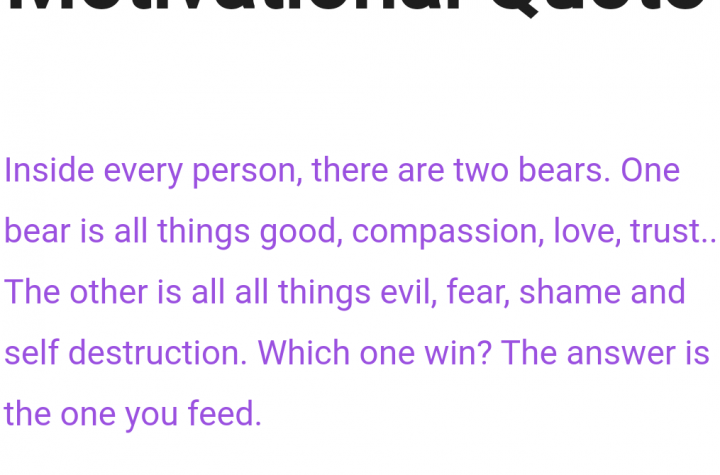 Motivational Quote
Inside every person, there are two bears. One
bear is all things good, compassion, love, trust..
The other is all all things evil, fear, shame and
self destruction. Which one win? The answer is
the one you feed.